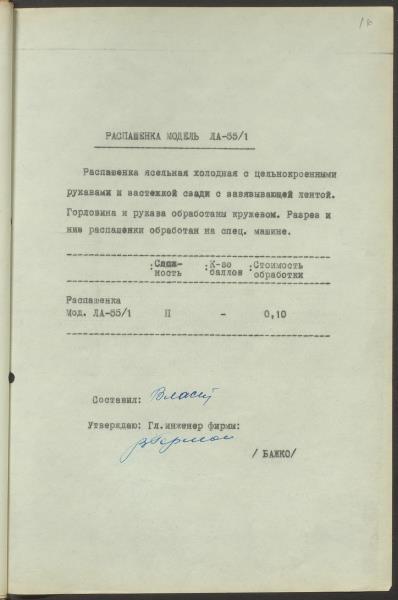 РАСПАШЕНКА МОДЕЛЬ ЛА-55/1
Распашенка ясельная холодная с цельнокроенными
рукавами и застежкой сзади с завязывающей лентой.
Горловина и рукава обработаны кружевом. Разрез и
низ распашенки обработан на спец. машине.
:Слож- :К-во :Стоимость
ность баллов обработки
Распашенка
Мод. ЛА-55/1 II - 0,10
Составил:
Утверждаю: Гл.инженер фирмы:
/ БАЖКО/